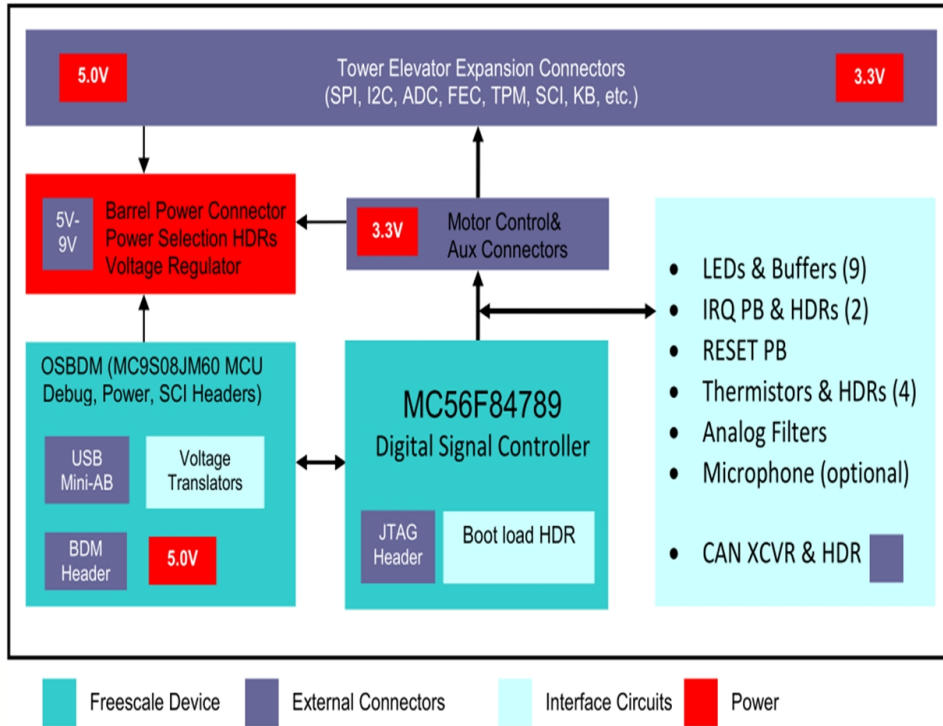 5.0V
Tower Elevator Expansion Connectors
(SPI, I2C, ADC, FEC, TPM, SCI, KB, etc.)
3.3V
5V-
9V
Barrel Power Connector
Power Selection HDRs
Voltage Regulator
3.3V
Motor Control&
Aux Connectors
• LEDs & Buffers (9)
• IRQ PB & HDRs (2)
• RESET PB
• Thermistors & HDRs (4)
• Analog Filters
• Microphone (optional)
• CAN XCVR & HDR
OSBDM (MC9S08JM60 MCU
Debug, Power, SCI Headers)
USB
Mini-AB
Voltage
Translators
BDM
Header
5.0V
MC56F84789
Digital Signal Controller
JTAG
Header
Boot load HDR
Freescale Device
External Connectors
Interface Circuits
Power